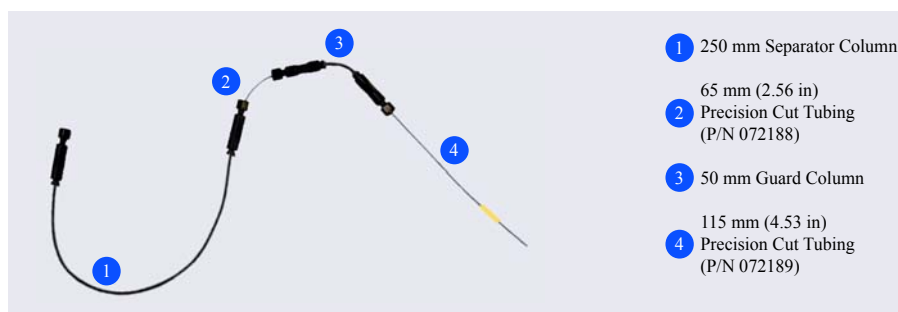 3
2
4
1
1 250 mm Separator Column
65 mm (2.56 in)
2 Precision Cut Tubing
(P/N 072188)
3 50 mm Guard Column
115 mm (4.53 in)
4 Precision Cut Tubing
(P/N 072189)